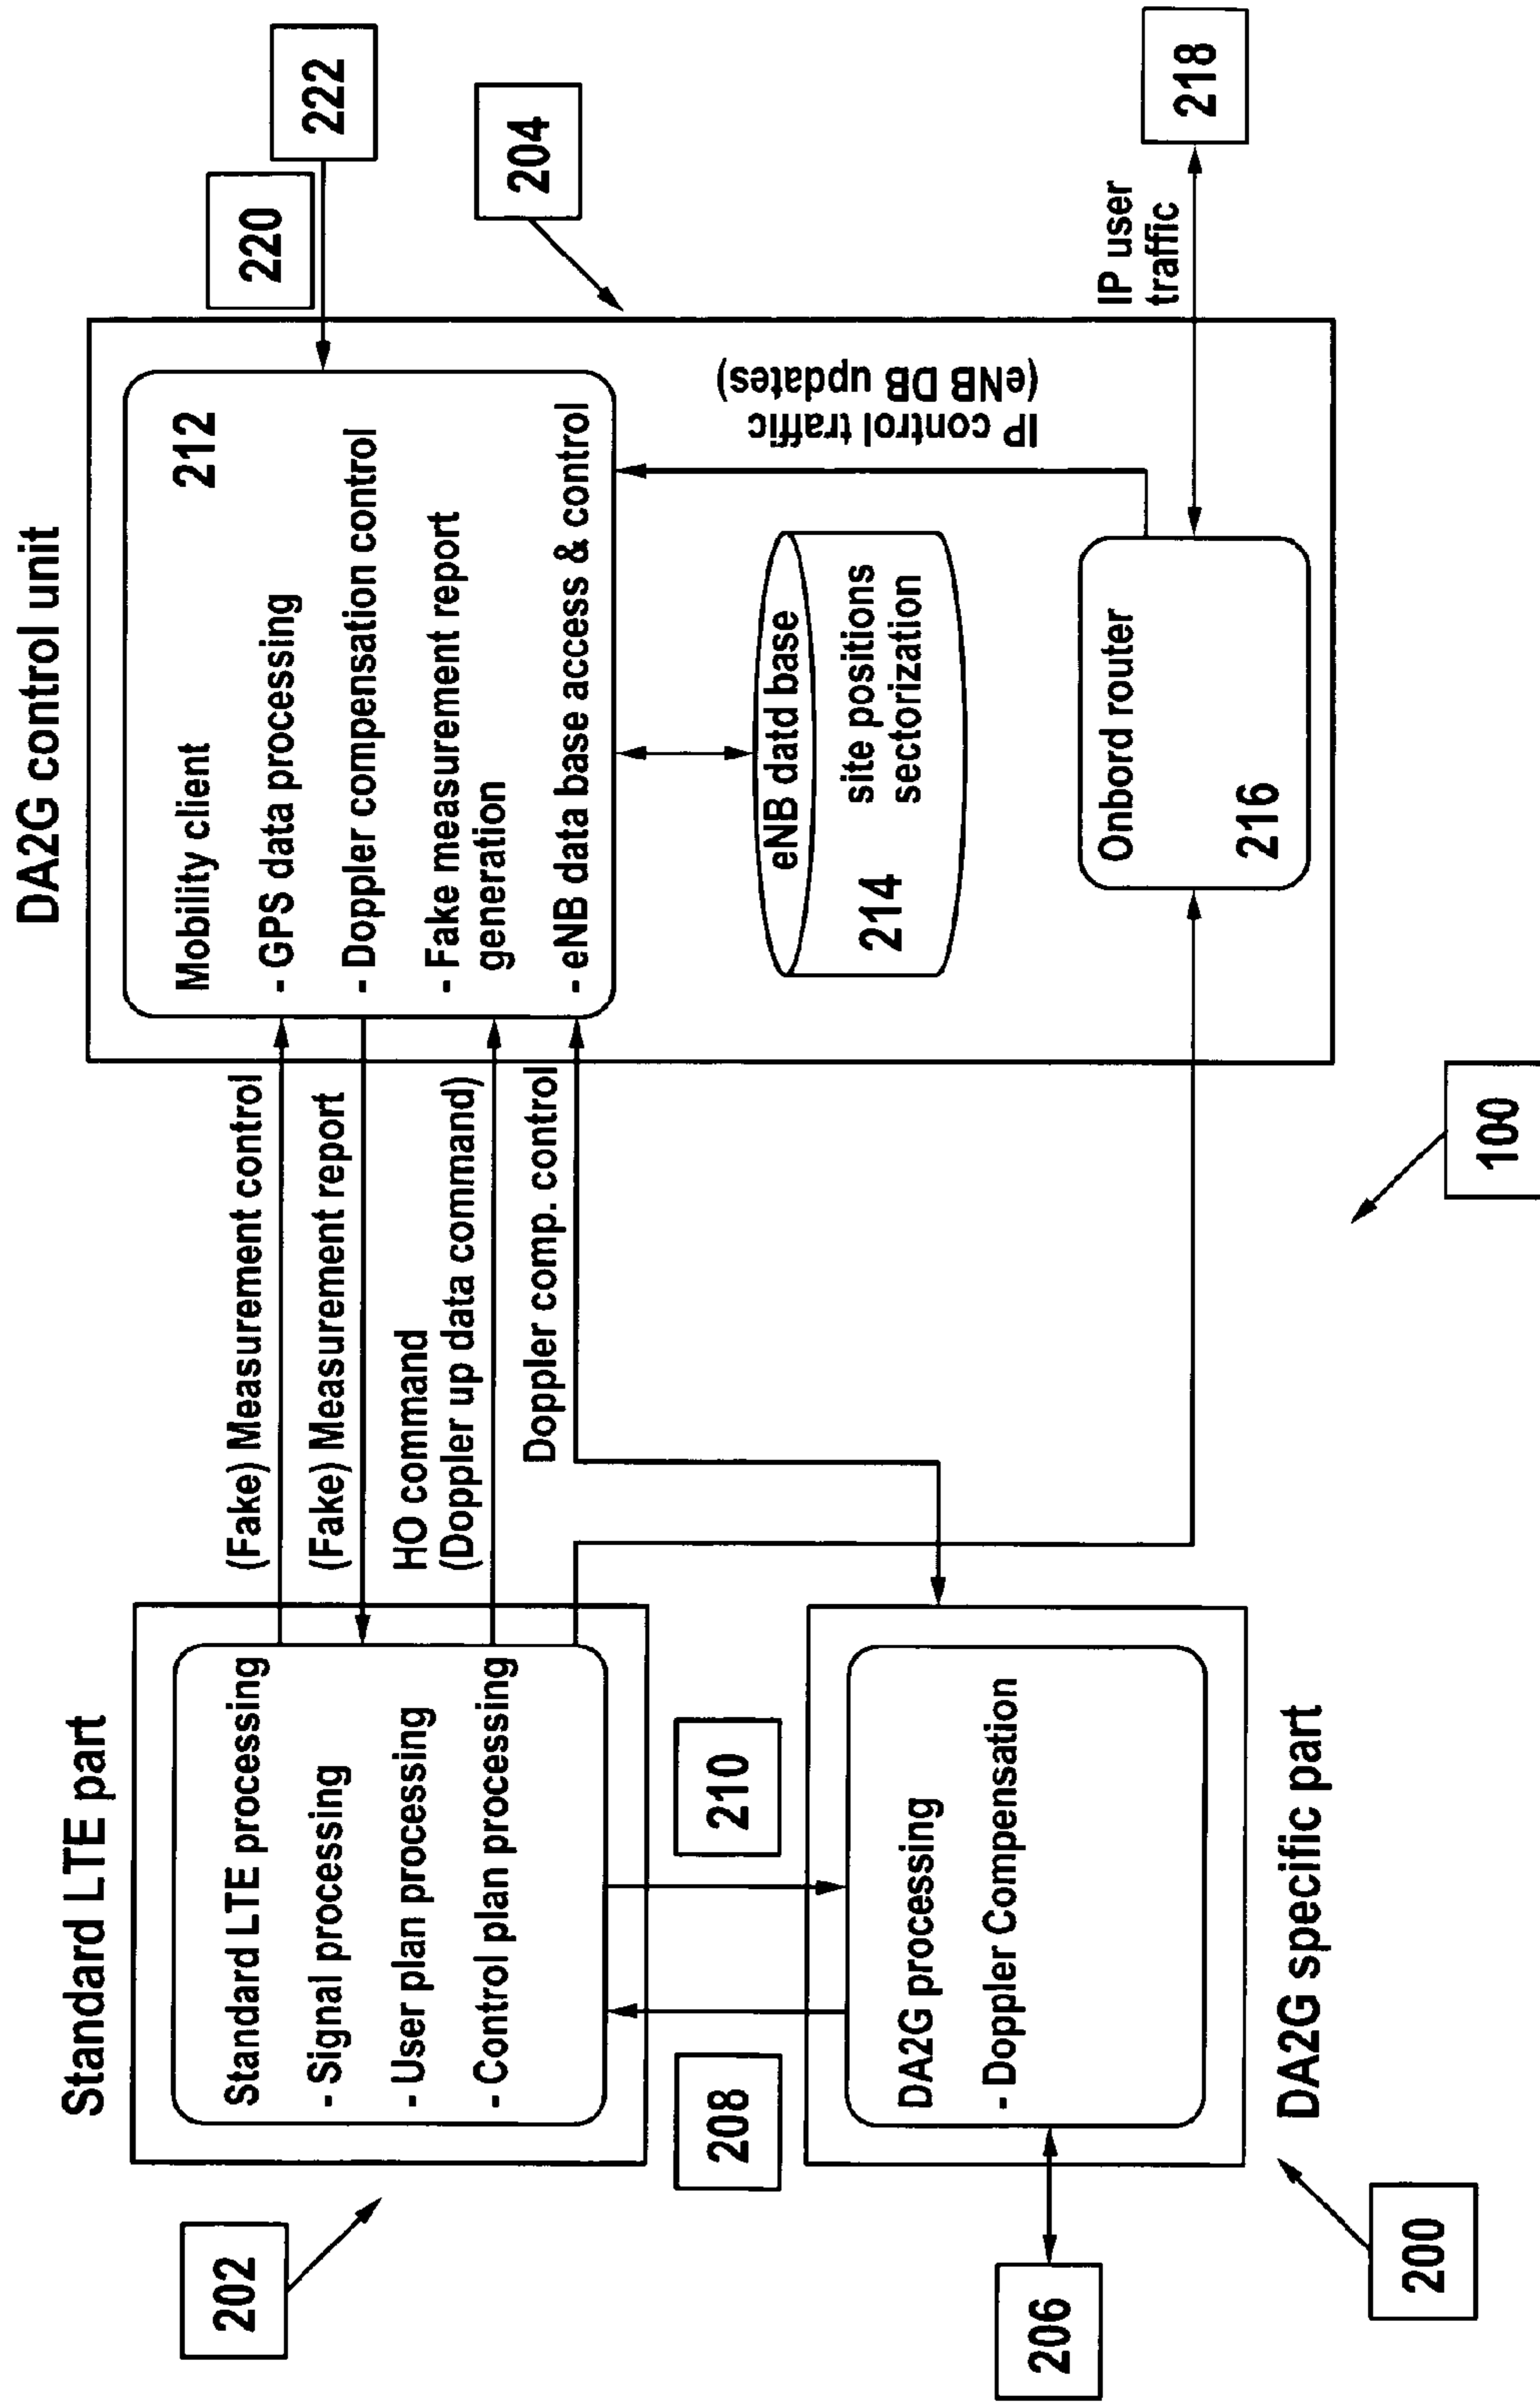 Standard LTE part
202
Standard LTE processing
- Signal processing
- User plan processing
- Control plan processing
208
210
DA2G processing
- Doppler Compensation
206
DA2G specific part
200
(Fake) Measurement control
(Fake) Measurement report
HO command
(Doppler up data command)
Doppler comp. control
100
DA2G control unit
Mobility client
212
- GPS data processing
- Doppler compensation control
- Fake measurement report
generation
- eNB data base access & control
eNB datd base
214
site positions
sectorization
IP control traffic
(eNB DB updates)
Onbord router
216
220
222
204
IP user
traffic
218